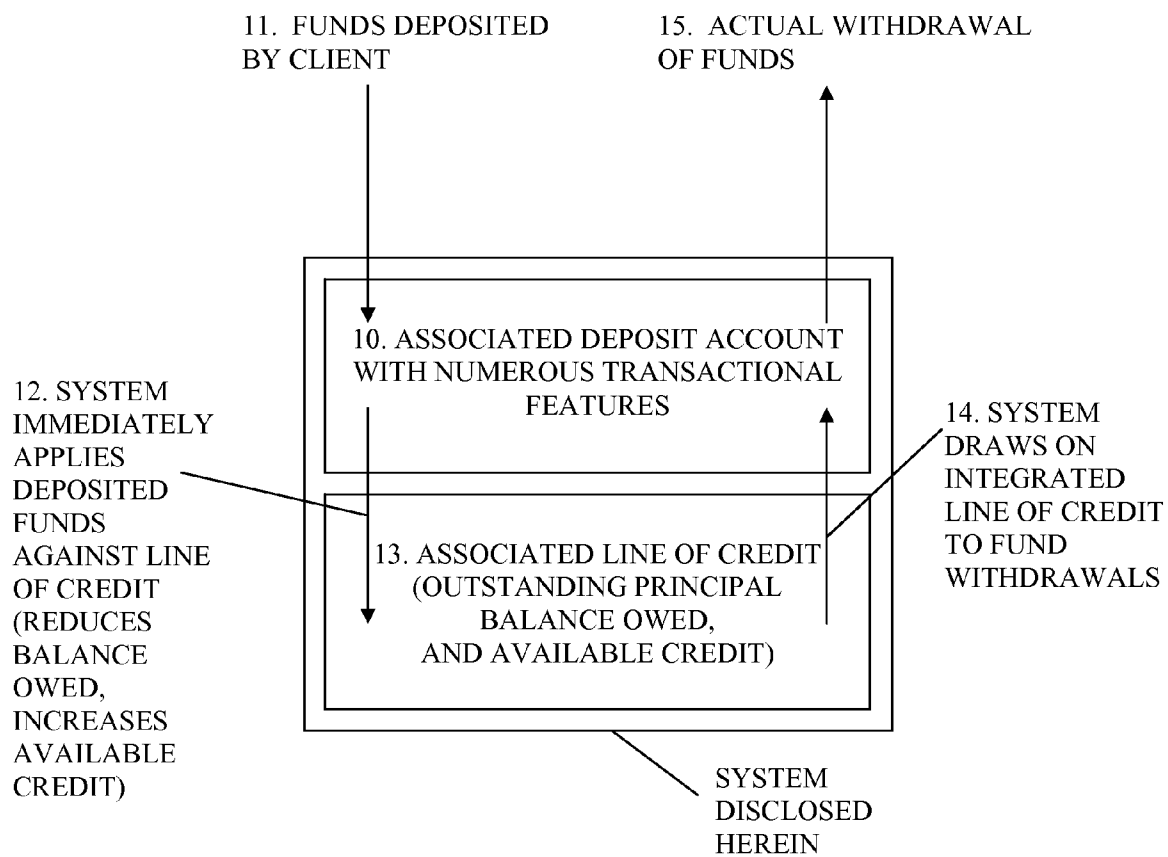 11. FUNDS DEPOSITED
BY CLIENT
15. ACTUAL WITHDRAWAL
OF FUNDS
10. ASSOCIATED DEPOSIT ACCOUNT
WITH NUMEROUS TRANSACTIONAL
FEATURES
12. SYSTEM
IMMEDIATELY
APPLIES
DEPOSITED
FUNDS
AGAINST LINE
OF CREDIT
(REDUCES
BALANCE
OWED,
INCREASES
AVAILABLE
CREDIT)
14. SYSTEM
DRAWS ON
INTEGRATED
LINE OF CREDIT
TO FUND
WITHDRAWALS
13. ASSOCIATED LINE OF CREDIT
(OUTSTANDING PRINCIPAL
BALANCE OWED,
AND AVAILABLE CREDIT)
SYSTEM
DISCLOSED
HEREIN